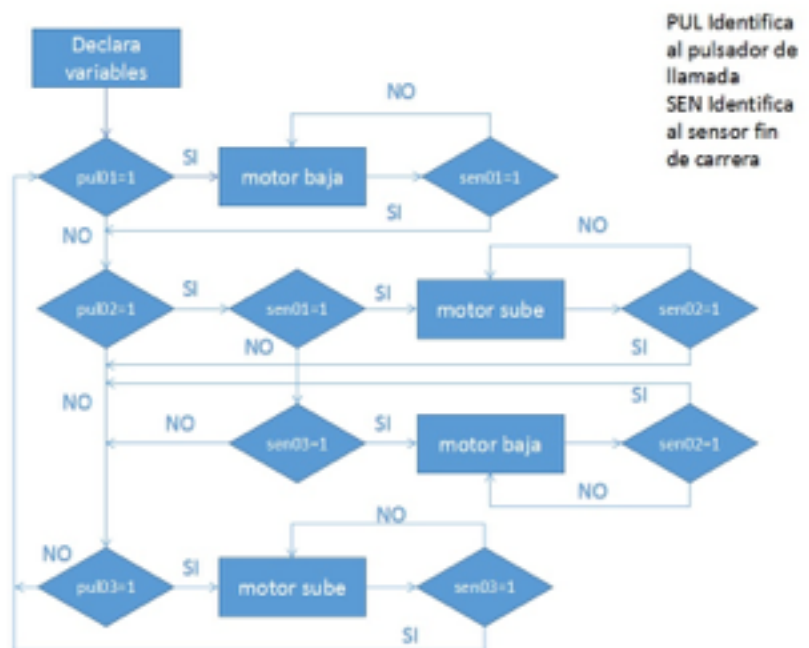 PUL Identifica
al pulsador de
llamada
SEN Identifica
al sensor fin
de carrera
Declara
variables
NO
pul01=1
SI
motor baja
sen01=1
SI
NO
NO
pul02=1
SI
sen01=1
SI
motor sube
sen02=1
NO
SI
NO
SI
NO
sen03=1
SI
motor baja
sen02=1
NO
NO
NO
pul03=1
SI
motor sube
sen03=1
SI